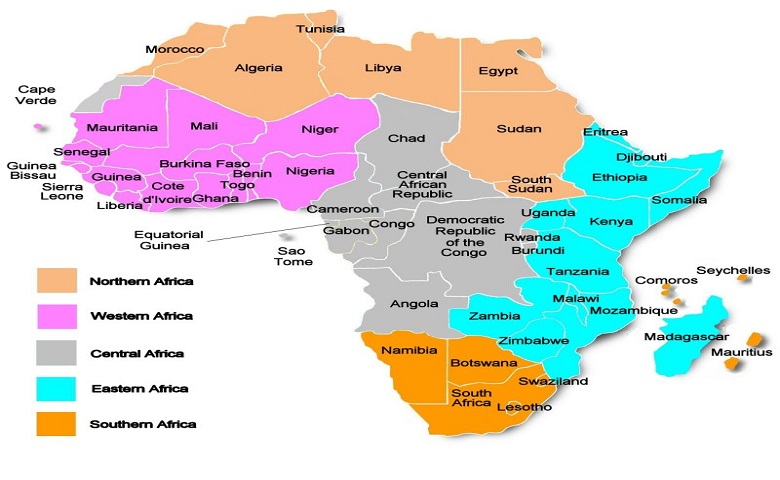 Tunisia
Morocco
Algeria
Libya
Egypt
Cape
Verde
Mauritania
Mali
Niger
Chad
Sudan
Eritrea
Senegal
Djibouti
Guinea
Bissau
Guinea
Burkina Faso
Benin
Togo
Nigeria
Central
African
Republic
South
Sudan
Ethiopia
Sierra
Leone
Liberia
Cote
d'Ivoire
Ghana
Somalia
Cameroon
Equatorial
Guinea
Gabon
Congo
Democratic
Republic
of the
Congo
Uganda
Kenya
Rwanda
Burundi
Sao
Tome
Tanzania
Seychelles
Comoros
Northern Africa
Western Africa
Central Africa
Eastern Africa
Southern Africa
Angola
Zambia
Malawi
Mozambique
Zimbabwe
Madagascar
Mauritius
Namibia
Botswana
Swaziland
South
Africa
Lesotho